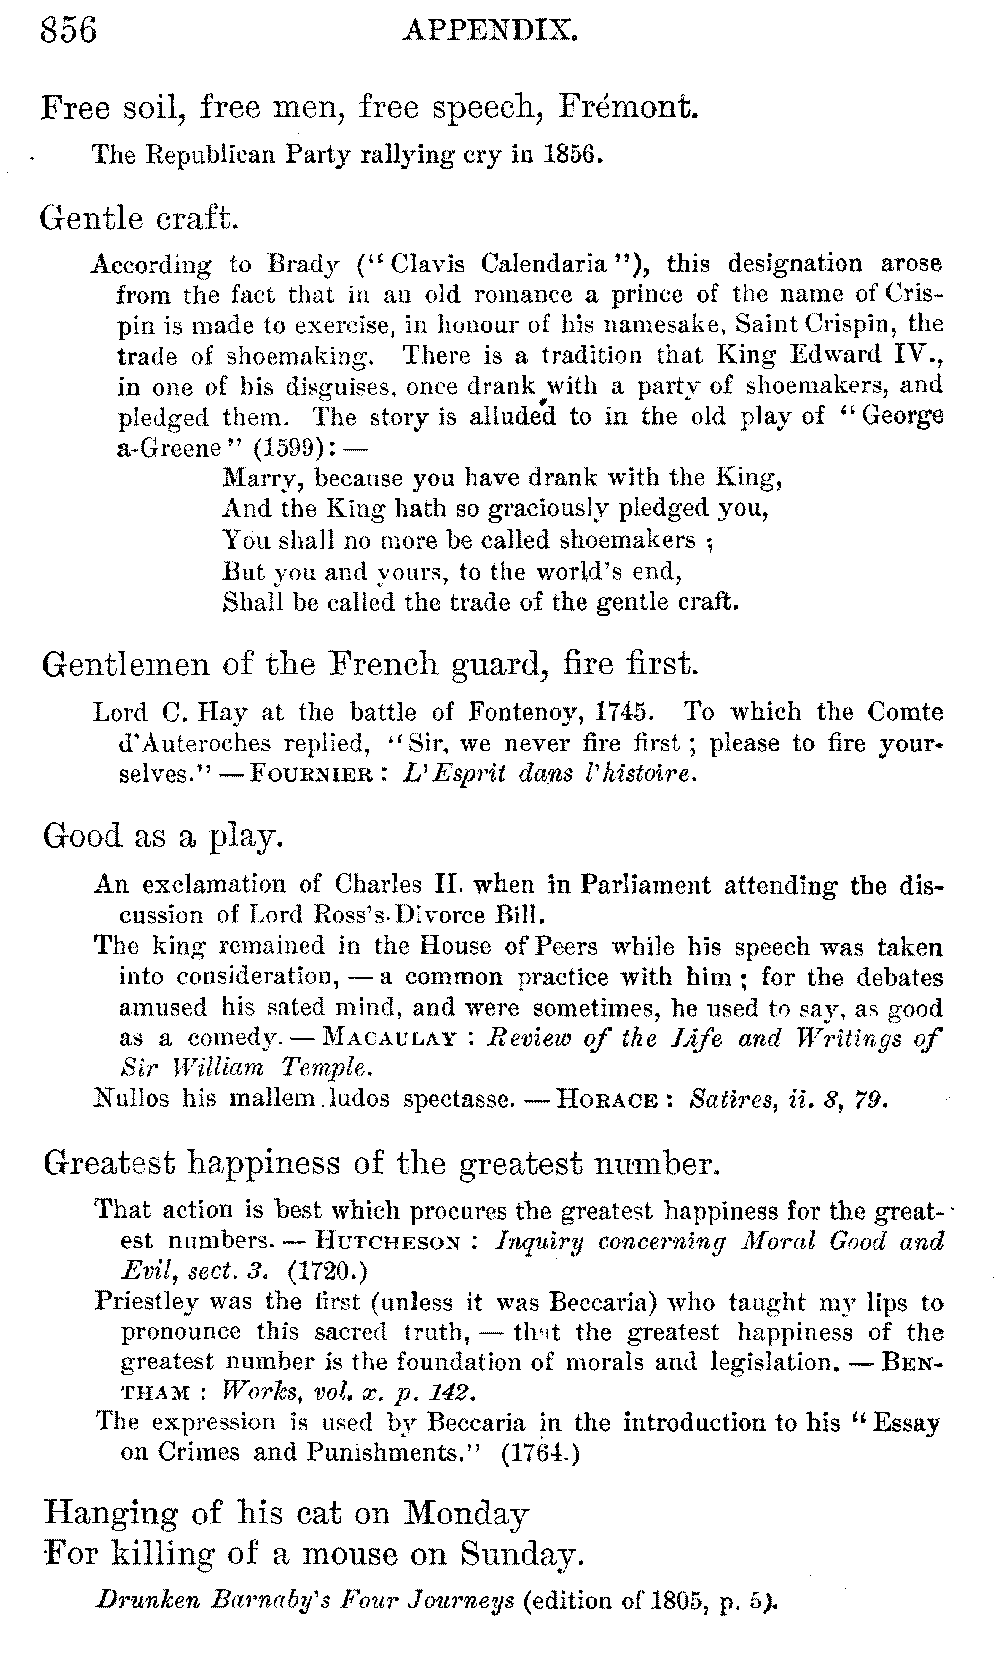 856 APPENDIX.
Free soil, free men, free speech, Frémont.
The Republican Party rallying cry in 1856.
Gentle craft.
According to Brady (“Clavis Calendaria”), this designation arose
from the fact that in an old romance a prince of the name of Cris-
pin is made to exercise, in honour of his namesake, Saint Crispin, the
trade of shoemaking. There is a tradition that King Edward IV.,
in one of his disguises, once drank with a party of shoemakers, and
pledged them. The story is alluded to in the old play of “George
a-Greene” (1599): —
Marry, because you have drank with the King,
And the King hath so graciously pledged you,
You shall no more be called shoemakers ;
But you and yours, to the world's end,
Shall be called the trade of the gentle craft.
Gentlemen of the French guard, fire first.
Lord C. Hay at the battle of Fontenoy, 1745. To which the Comte
d'Auteroches replied, “Sir, we never fire first ; please to fire your-
selves.” — FOURNIER : L'Esprit dans l'histoire.
Good as a play.
An exclamation of Charles II. when in Parliament attending the dis-
cussion of Lord Ross's Divorce Bill.
The king remained in the House of Peers while his speech was taken
into consideration, — a common practice with him ; for the debates
amused his sated mind, and were sometimes, he used to say, as good
as a comedy. — MACAULAY : Review of the Life and Writings of
Sir William Temple.
Nullos his mallem ludos spectasse. — HORACE : Satires, ii. 8, 79.
Greatest happiness of the greatest number.
That action is best which procures the greatest happiness for the great-
est numbers. — HUTCHESON : Inquiry concerning Moral Good and
Evil, sect. 3. (1720.)
Priestley was the first (unless it was Beccaria) who taught my lips to
pronounce this sacred truth, — that the greatest happiness of the
greatest number is the foundation of morals and legislation. — BEN-
THAM : Works, vol. x. p. 142.
The expression is used by Beccaria in the introduction to his “Essay
on Crimes and Punishments.” (1764.)
Hanging of his cat on Monday
For killing of a mouse on Sunday.
Drunken Barnaby's Four Journeys (edition of 1805, p. 5).